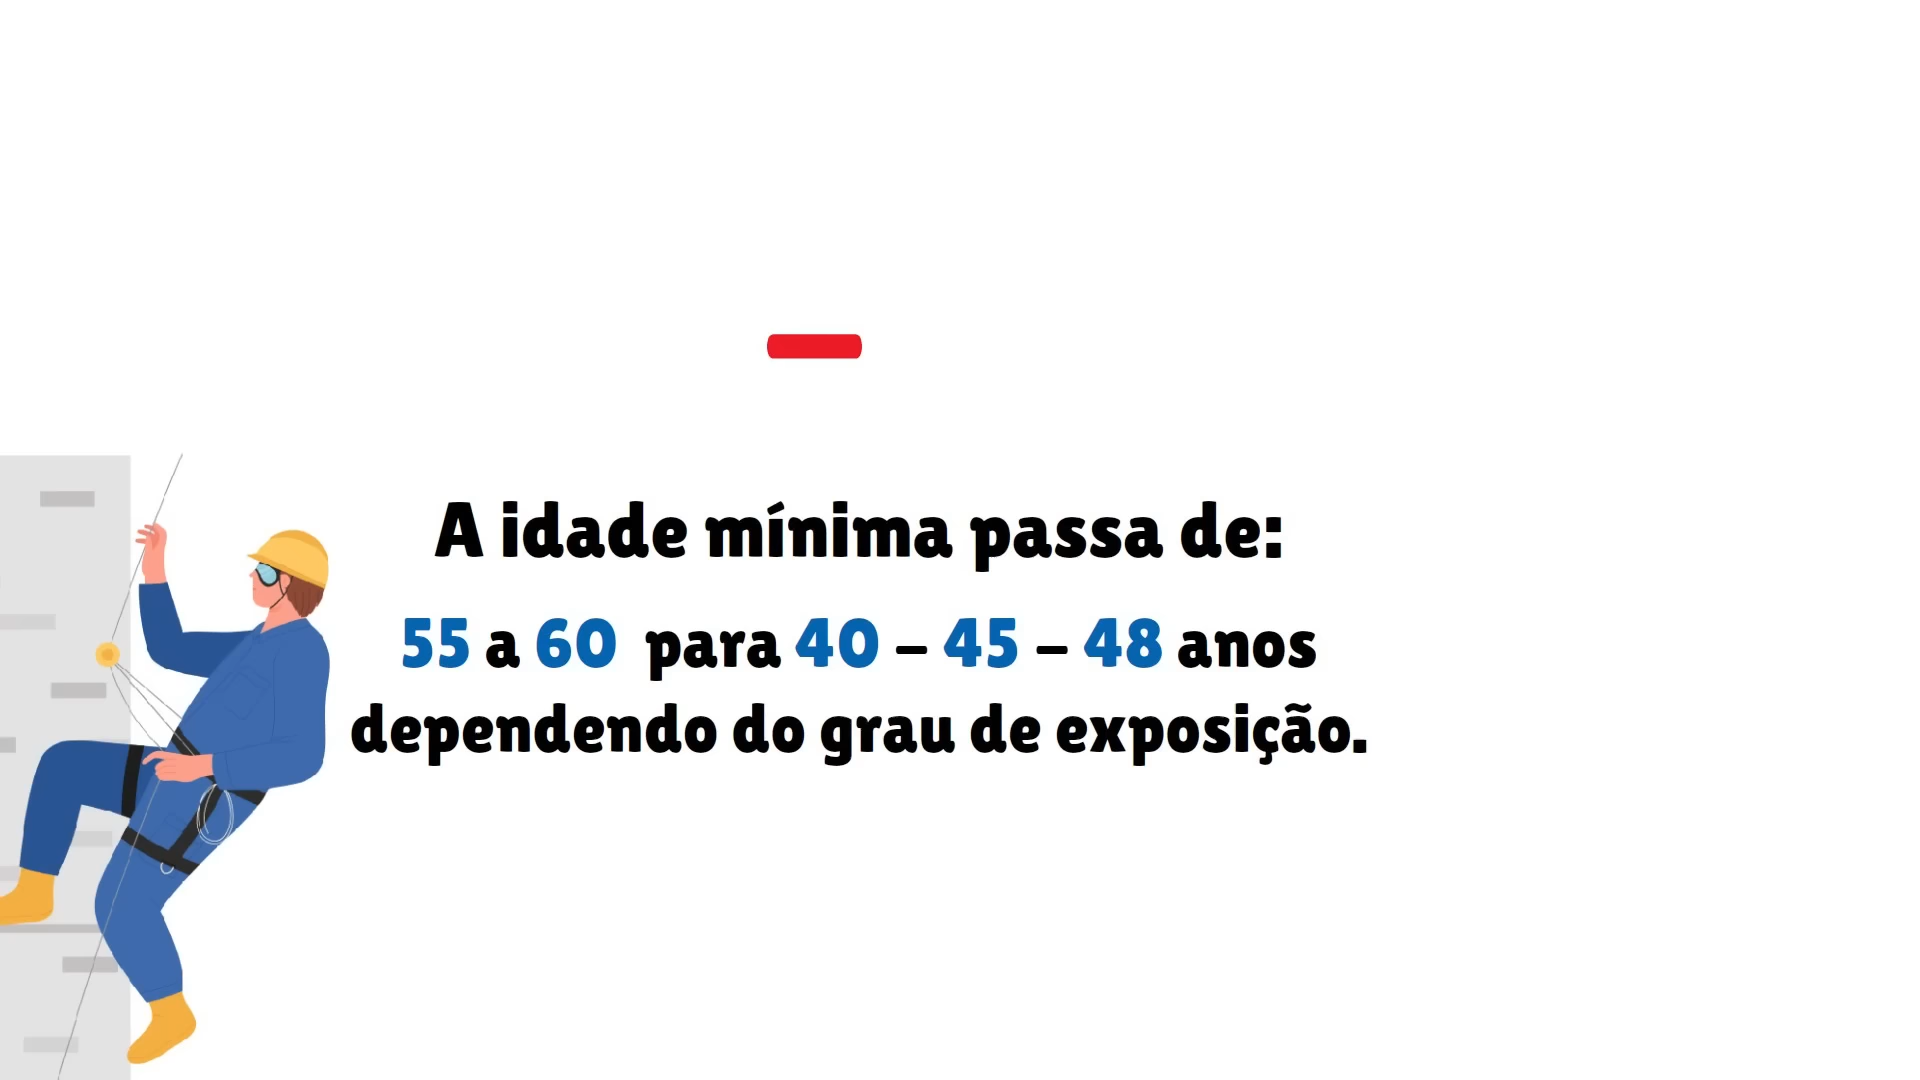 A idade mínima passa de:
55 a 60 para 40 – 45 – 48 anos
dependendo do grau de exposição.